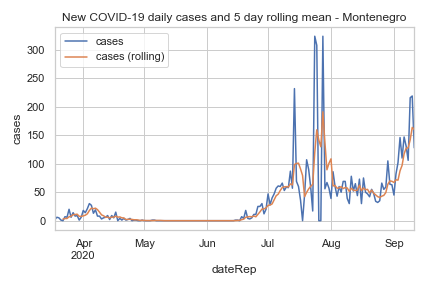 New COVID-19 daily cases and 5 day rolling mean - Montenegro
cases
cases (rolling)
300
250
200
150
100
50
0
cases
Apr
2020
May
Jun
Jul
Aug
Sep
dateRep